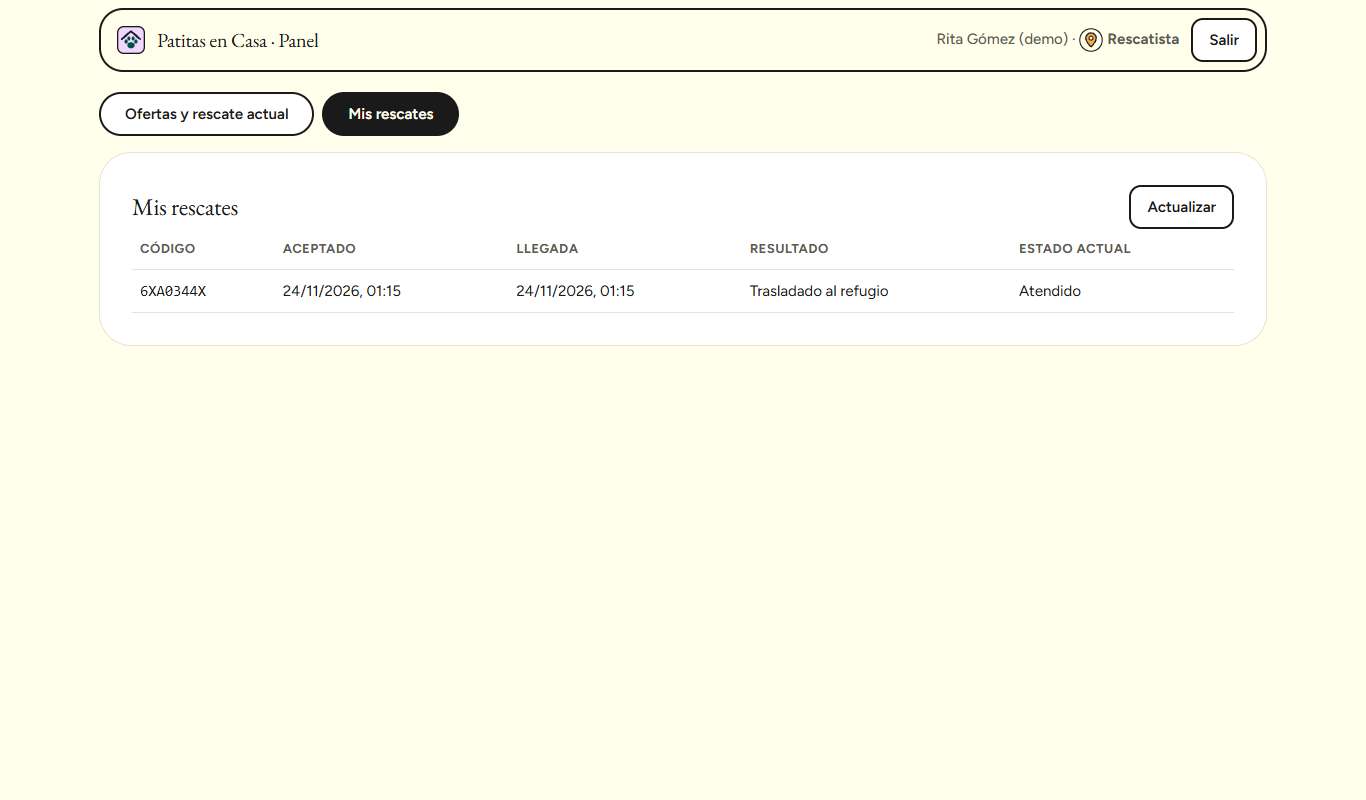 Patitas en Casa · Panel
Rita Gómez (demo) · Rescatista
Salir
Ofertas y rescate actual
Mis rescates
Mis rescates
Actualizar
CÓDIGO ACEPTADO LLEGADA RESULTADO ESTADO ACTUAL
6XA0344X 24/11/2026, 01:15 24/11/2026, 01:15 Trasladado al refugio Atendido